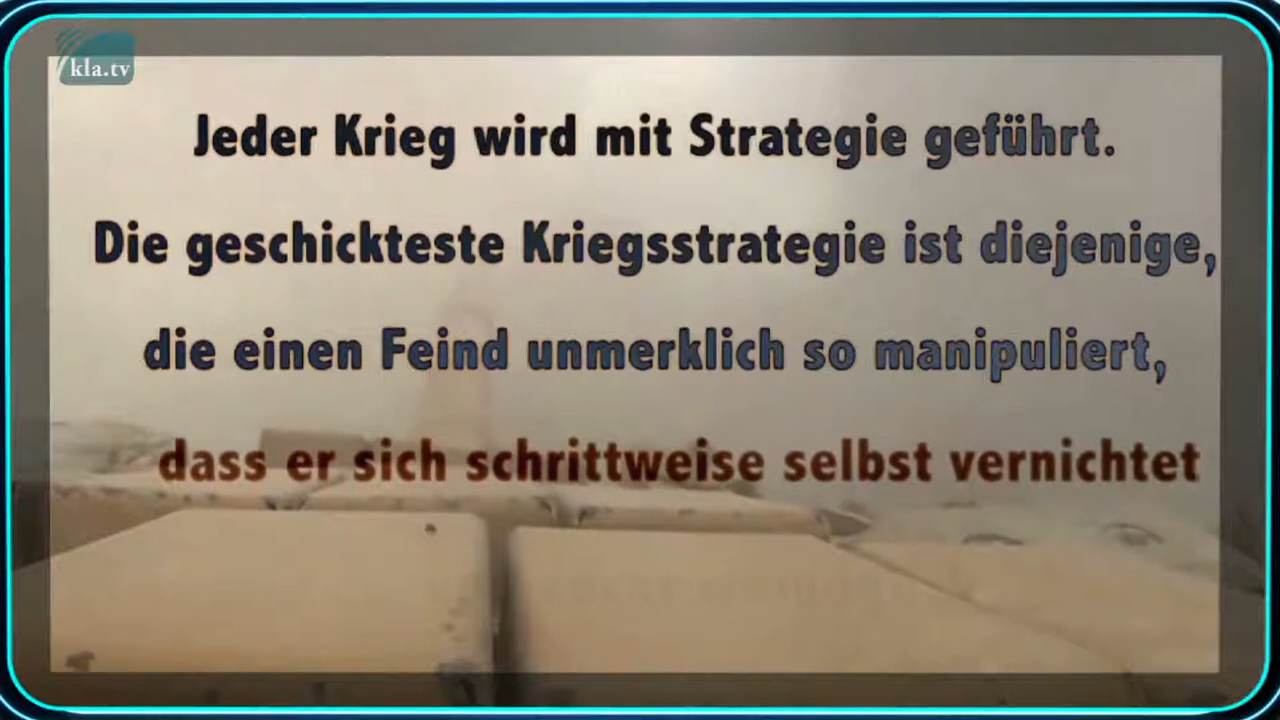 kla.tv
Jeder Krieg wird mit Strategie geführt.
Die geschickteste Kriegsstrategie ist diejenige,
die einen Feind unmerklich so manipuliert,
dass er sich schrittweise selbst vernichtet